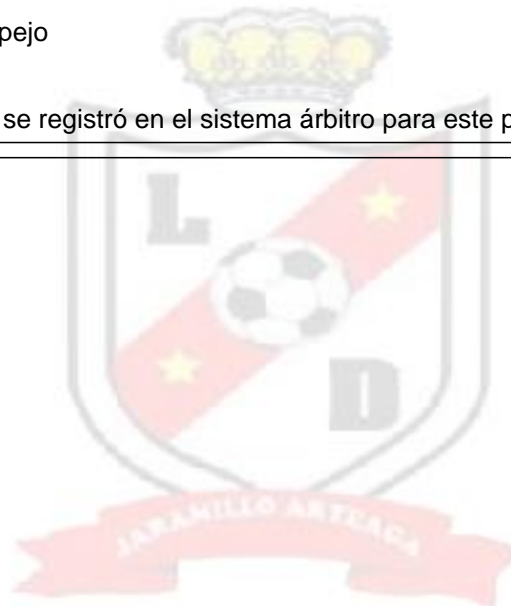 pejo
se registró en el sistema árbitro para este p
L
D
JARAMILLO ARTEAGA